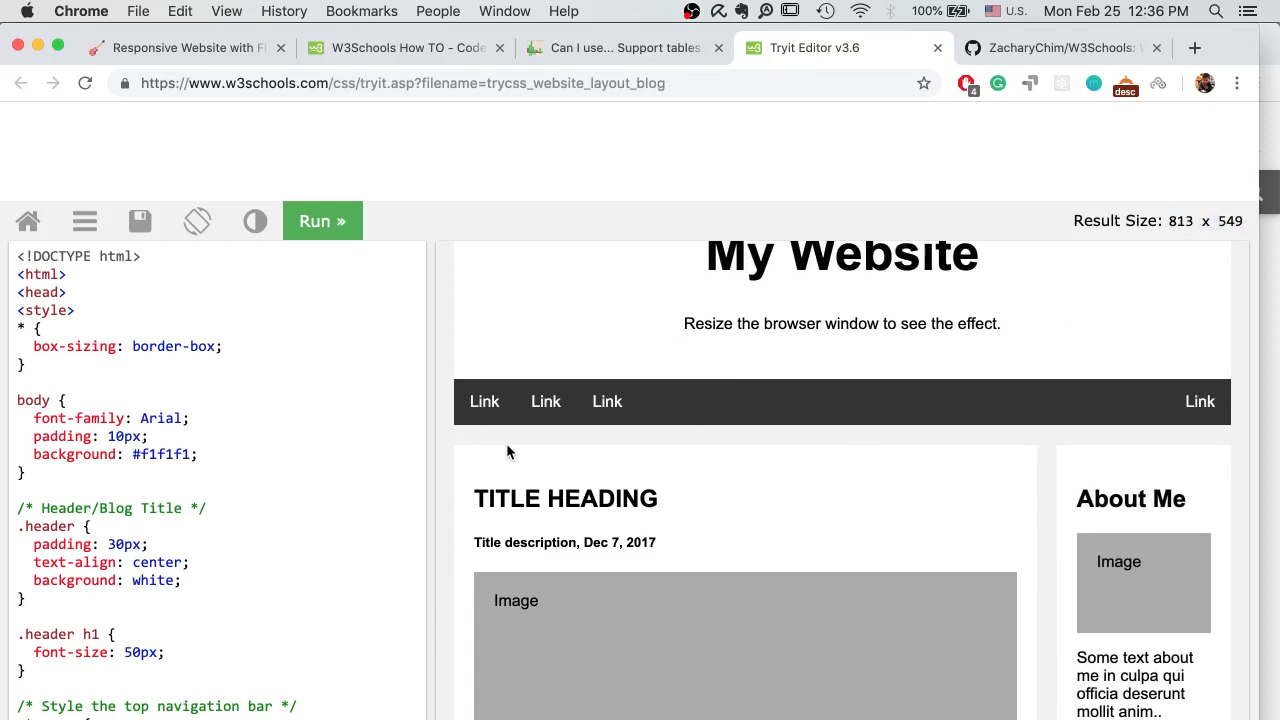 Chrome File Edit View History Bookmarks People Window Help 100% U.S. Mon Feb 25 12:36 PM
Responsive Website with Fl W3Schools How TO - Code Can I use... Support tables Tryit Editor v3.6 ZacharyChim/W3Schools:
https://www.w3schools.com/css/tryit.asp?filename=trycss_website_layout_blog
4
desc
Run »
Result Size: 813 x 549
<!DOCTYPE html>
<html>
<head>
<style>
* {
box-sizing: border-box;
}
body {
font-family: Arial;
padding: 10px;
background: #f1f1f1;
}
/* Header/Blog Title */
.header {
padding: 30px;
text-align: center;
background: white;
}
.header h1 {
font-size: 50px;
}
/* Style the top navigation bar */
My Website
Resize the browser window to see the effect.
Link Link Link Link
TITLE HEADING
Title description, Dec 7, 2017
Image
About Me
Image
Some text about
me in culpa qui
officia deserunt
mollit anim..